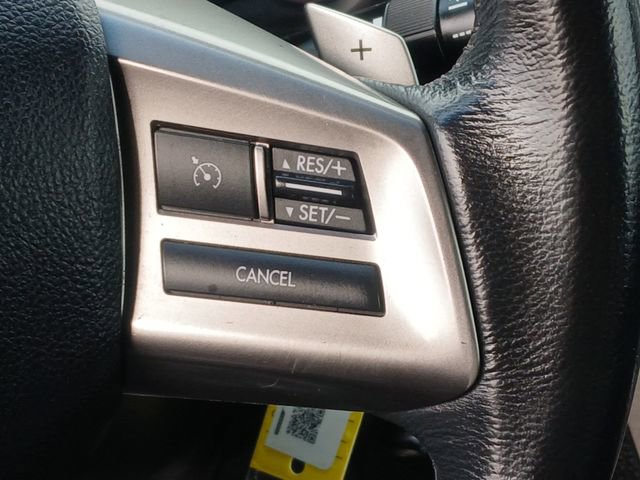 +
▲ RES/+
▼ SET/−
CANCEL